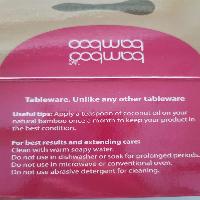 bamboo
bamboo
Tableware. Unlike any other tableware
Useful tips: Apply a teaspoon of coconut oil on your
natural bamboo once a month to keep your product in
the best condition.
For best results and extending care:
Clean with warm soapy water.
Do not use in dishwasher or soak for prolonged periods.
Do not use in microwave or conventional oven.
Do not use abrasive detergent for cleaning.